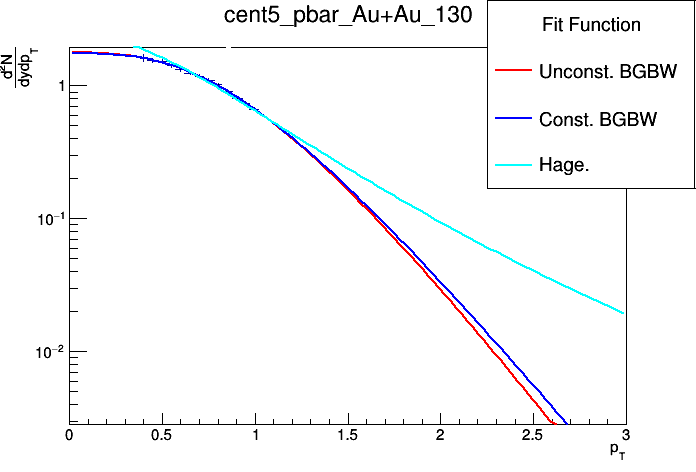 cent5_pbar_Au+Au_130
Fit Function
Unconst. BGBW
Const. BGBW
Hage.
d²N
dydp_T
1
10⁻¹
10⁻²
0 0.5 1 1.5 2 2.5 3
p_T